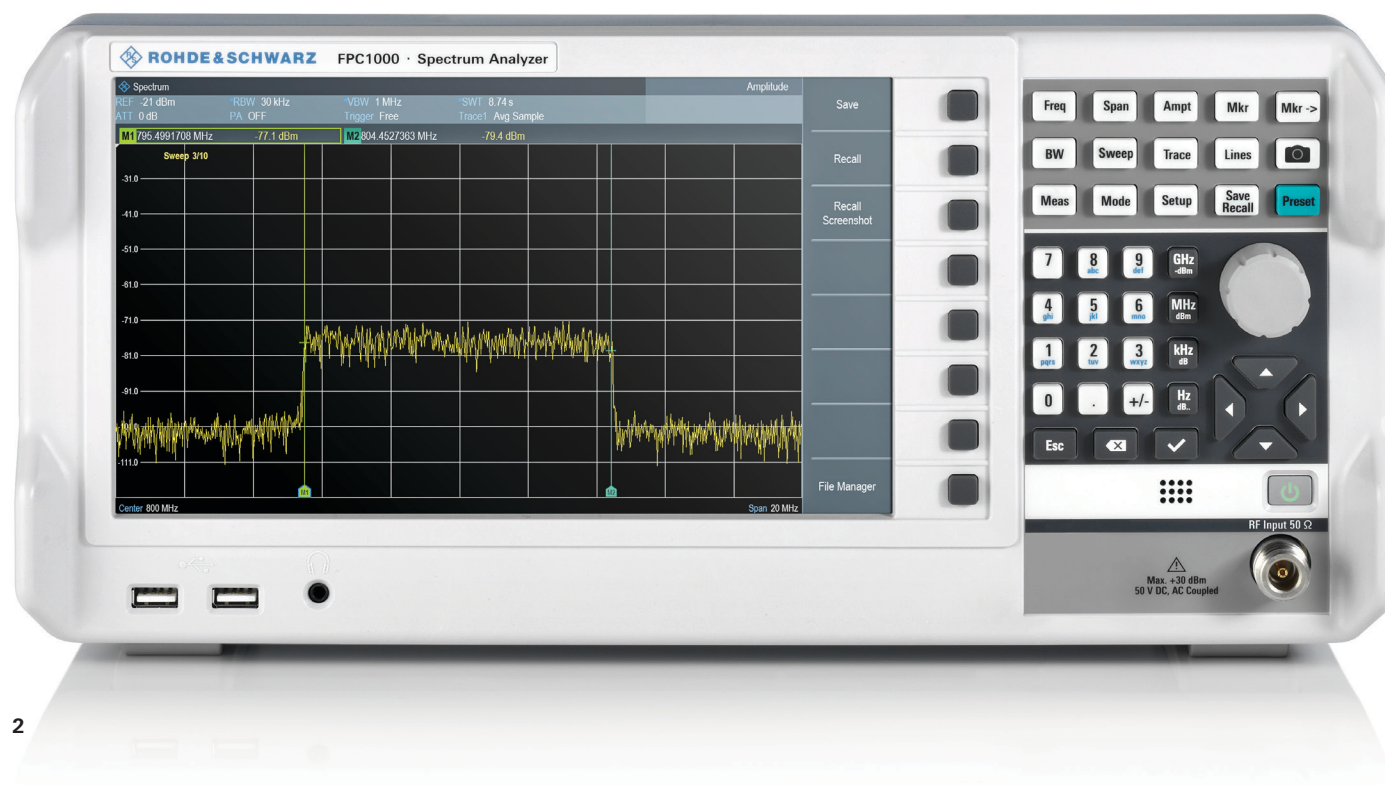 ROHDE&SCHWARZ FPC1000 · Spectrum Analyzer
Spectrum Amplitude
REF -21 dBm °RBW 30 kHz °VBW 1 MHz °SWT 8.74 s
ATT 0 dB PA OFF Trigger Free Trace1 Avg Sample
M1 795.4991708 MHz -77.1 dBm M2 804.4527363 MHz -79.4 dBm
Sweep 3/10
-31.0
-41.0
-51.0
-61.0
-71.0
-81.0
-91.0
-111.0
M1 M2
Center 800 MHz Span 20 MHz
Save
Recall
Recall
Screenshot
File Manager
Freq Span Ampt Mkr Mkr ->
BW Sweep Trace Lines
Meas Mode Setup Save Recall Preset
7 8 abc 9 def GHz -dBm
4 ghi 5 jkl 6 mno MHz dBm
1 pqrs 2 tuv 3 wxyz kHz dB
0 . +/- Hz dB..
Esc
RF Input 50 Ω
Max. +30 dBm
50 V DC, AC Coupled
2